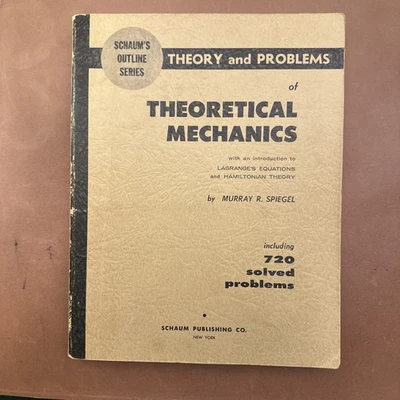 SCHAUM'S
OUTLINE
SERIES
THEORY and PROBLEMS
of
THEORETICAL
MECHANICS
with an introduction to
LAGRANGE'S EQUATIONS
and HAMILTONIAN THEORY
by MURRAY R. SPIEGEL
including
720
solved
problems
SCHAUM PUBLISHING CO.
NEW YORK